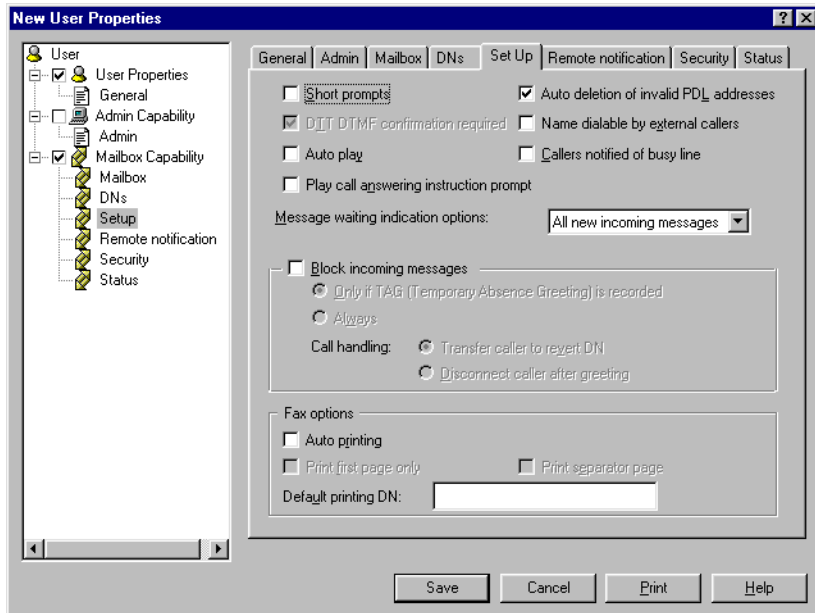 New User Properties
User
User Properties
General
Admin Capability
Admin
Mailbox Capability
Mailbox
DNs
Setup
Remote notification
Security
Status
General Admin Mailbox DNs Set Up Remote notification Security Status
Short prompts Auto deletion of invalid PDL addresses
DTT DTMF confirmation required Name dialable by external callers
Auto play Callers notified of busy line
Play call answering instruction prompt
Message waiting indication options: All new incoming messages
Block incoming messages
Only if TAG (Temporary Absence Greeting) is recorded
Always
Call handling: Transfer caller to revert DN
Disconnect caller after greeting
Fax options
Auto printing
Print first page only Print separator page
Default printing DN:
Save Cancel Print Help